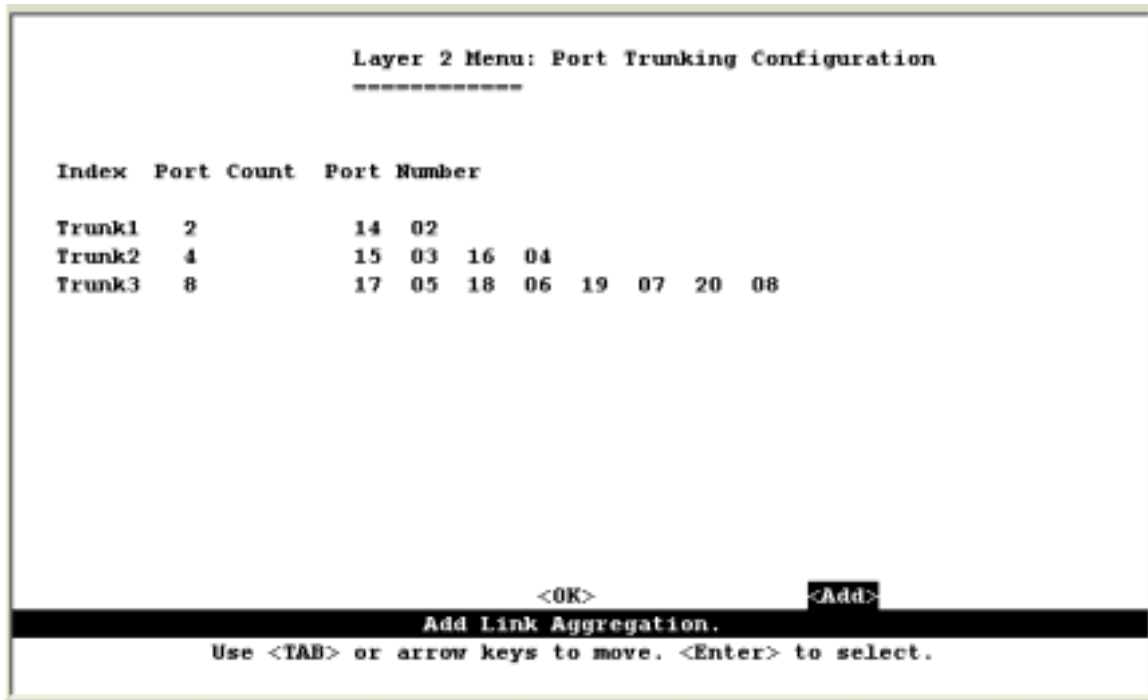 Layer 2 Menu: Port Trunking Configuration
============
Index Port Count Port Number
Trunk1 2 14 02
Trunk2 4 15 03 16 04
Trunk3 8 17 05 18 06 19 07 20 08
<OK> <Add>
Add Link Aggregation.
Use <TAB> or arrow keys to move. <Enter> to select.